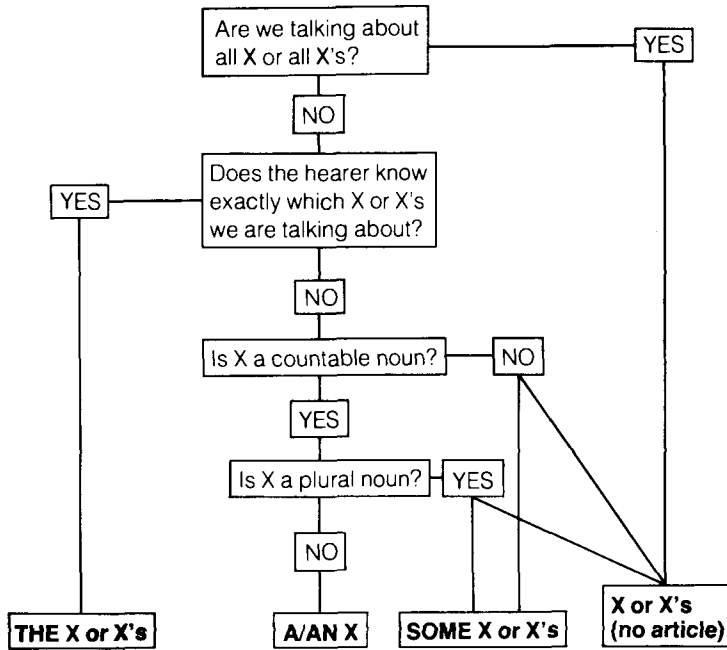 Are we talking about
all X or all X's?
YES
NO
Does the hearer know
exactly which X or X's
we are talking about?
YES
NO
Is X a countable noun?
NO
YES
Is X a plural noun?
YES
NO
THE X or X's
A/AN X
SOME X or X's
X or X's
(no article)